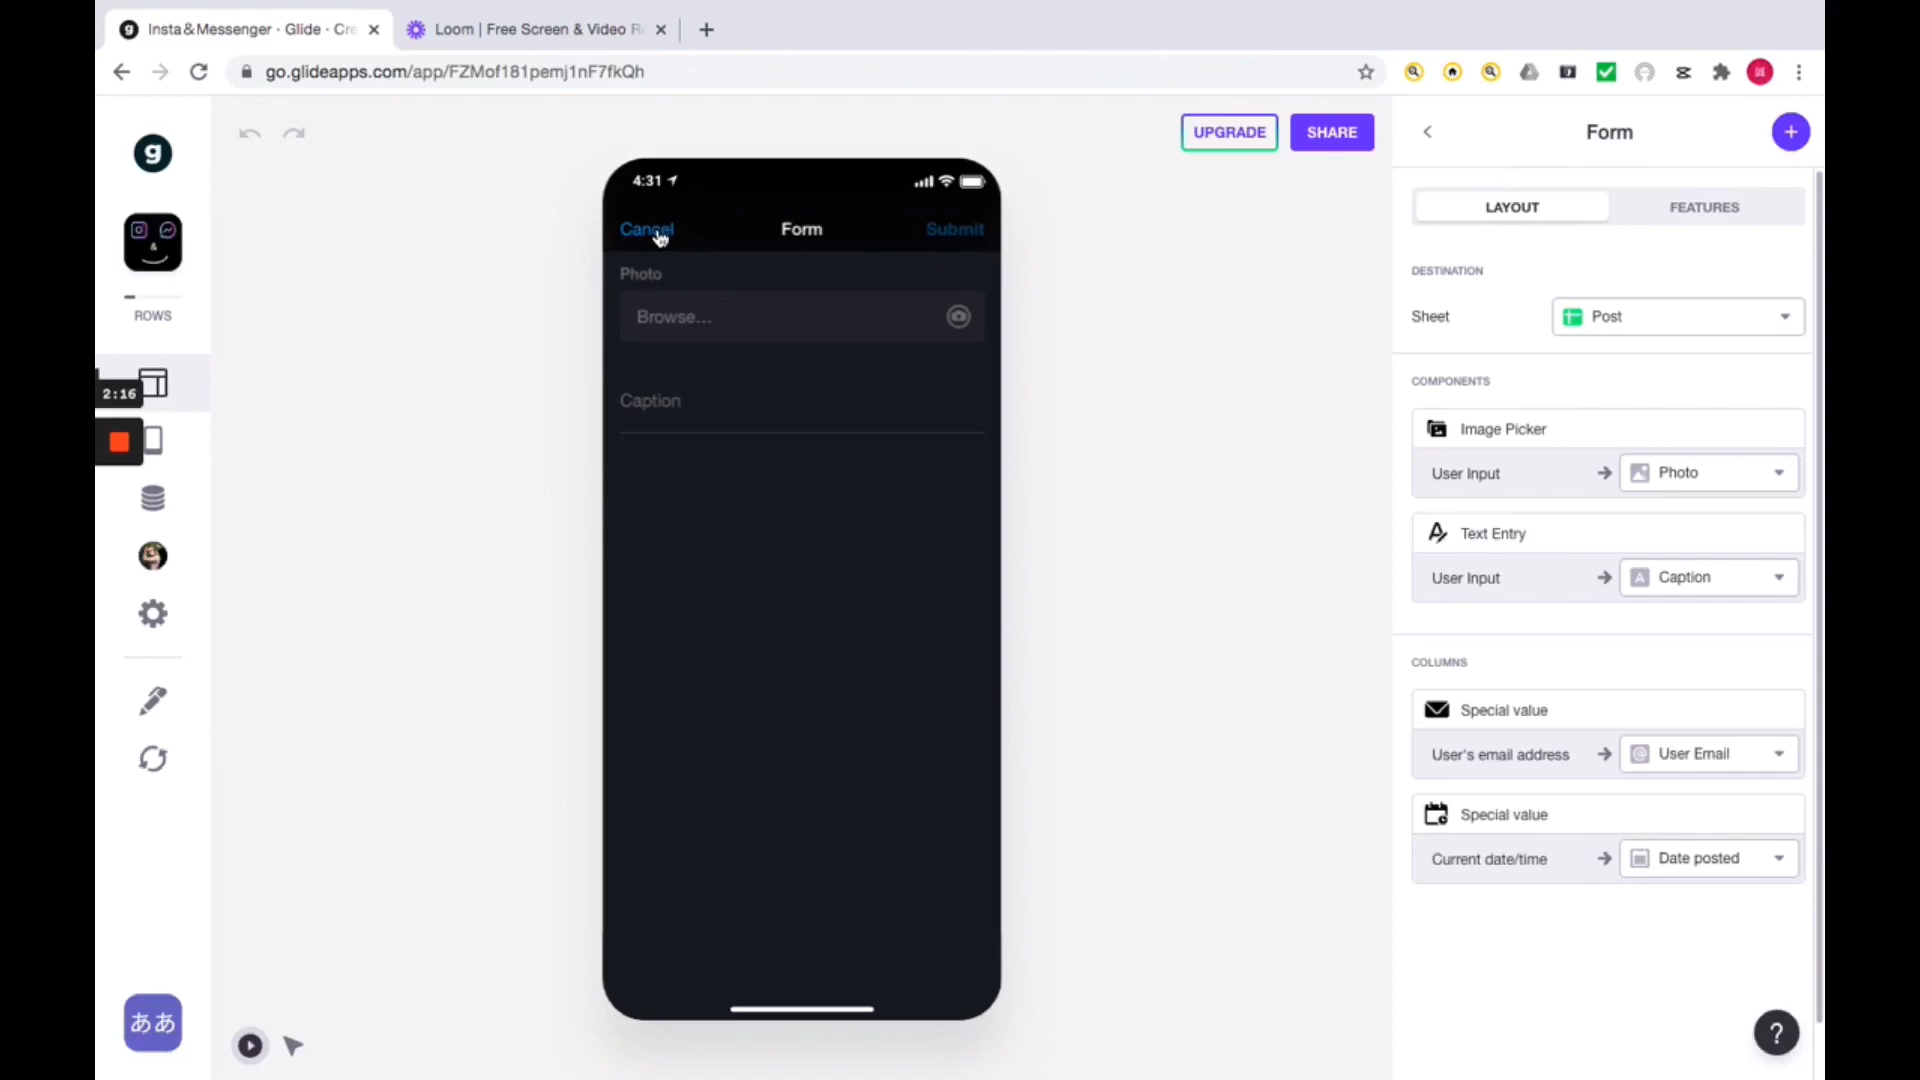 Insta&Messenger - Glide - Cre
Loom | Free Screen & Video R
go.glideapps.com/app/FZMof181pemj1nF7fkQh
g
&
ROWS
2:16
ああ
UPGRADE
SHARE
4:31
Cancel
Form
Submit
Photo
Browse...
Caption
Form
+
LAYOUT
FEATURES
DESTINATION
Sheet
Post
COMPONENTS
Image Picker
User Input
Photo
Text Entry
User Input
Caption
COLUMNS
Special value
User's email address
User Email
Special value
Current date/time
Date posted
?